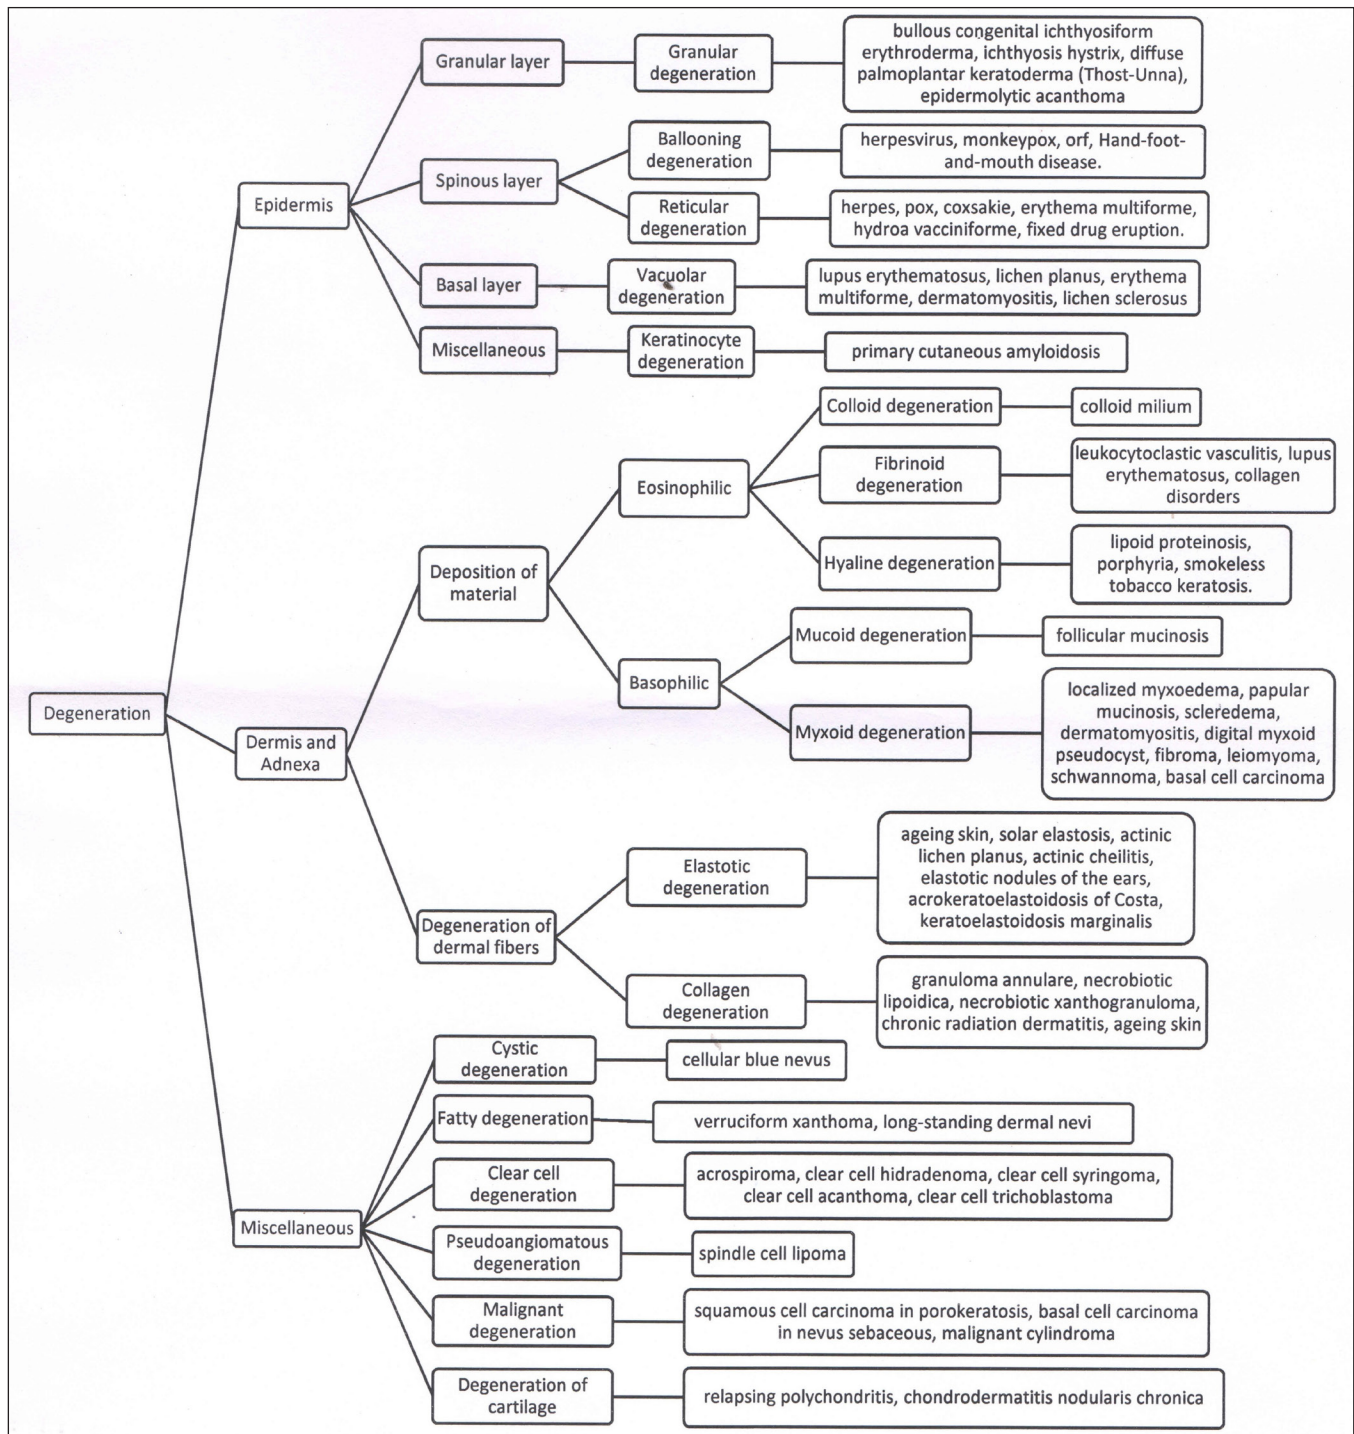 Degeneration
Epidermis
Granular layer
Granular
degeneration
bullous congenital ichthyosiform
erythroderma, ichthyosis hystrix, diffuse
palmoplantar keratoderma (Thost-Unna),
epidermolytic acanthoma
Spinous layer
Ballooning
degeneration
herpesvirus, monkeypox, orf, Hand-foot-
and-mouth disease.
Reticular
degeneration
herpes, pox, coxsakie, erythema multiforme,
hydroa vacciniforme, fixed drug eruption.
Basal layer
Vacuolar
degeneration
lupus erythematosus, lichen planus, erythema
multiforme, dermatomyositis, lichen sclerosus
Miscellaneous
Keratinocyte
degeneration
primary cutaneous amyloidosis
Dermis and
Adnexa
Deposition of
material
Eosinophilic
Colloid degeneration
colloid milium
Fibrinoid
degeneration
leukocytoclastic vasculitis, lupus
erythematosus, collagen
disorders
Hyaline degeneration
lipoid proteinosis,
porphyria, smokeless
tobacco keratosis.
Basophilic
Mucoid degeneration
follicular mucinosis
Myxoid degeneration
localized myxoedema, papular
mucinosis, scleredema,
dermatomyositis, digital myxoid
pseudocyst, fibroma, leiomyoma,
schwannoma, basal cell carcinoma
Degeneration of
dermal fibers
Elastotic
degeneration
ageing skin, solar elastosis, actinic
lichen planus, actinic cheilitis,
elastotic nodules of the ears,
acrokeratoelastoidosis of Costa,
keratoelastoidosis marginalis
Collagen
degeneration
granuloma annulare, necrobiotic
lipoidica, necrobiotic xanthogranuloma,
chronic radiation dermatitis, ageing skin
Miscellaneous
Cystic
degeneration
cellular blue nevus
Fatty degeneration
verruciform xanthoma, long-standing dermal nevi
Clear cell
degeneration
acrospiroma, clear cell hidradenoma, clear cell syringoma,
clear cell acanthoma, clear cell trichoblastoma
Pseudoangiomatous
degeneration
spindle cell lipoma
Malignant
degeneration
squamous cell carcinoma in porokeratosis, basal cell carcinoma
in nevus sebaceous, malignant cylindroma
Degeneration of
cartilage
relapsing polychondritis, chondrodermatitis nodularis chronica